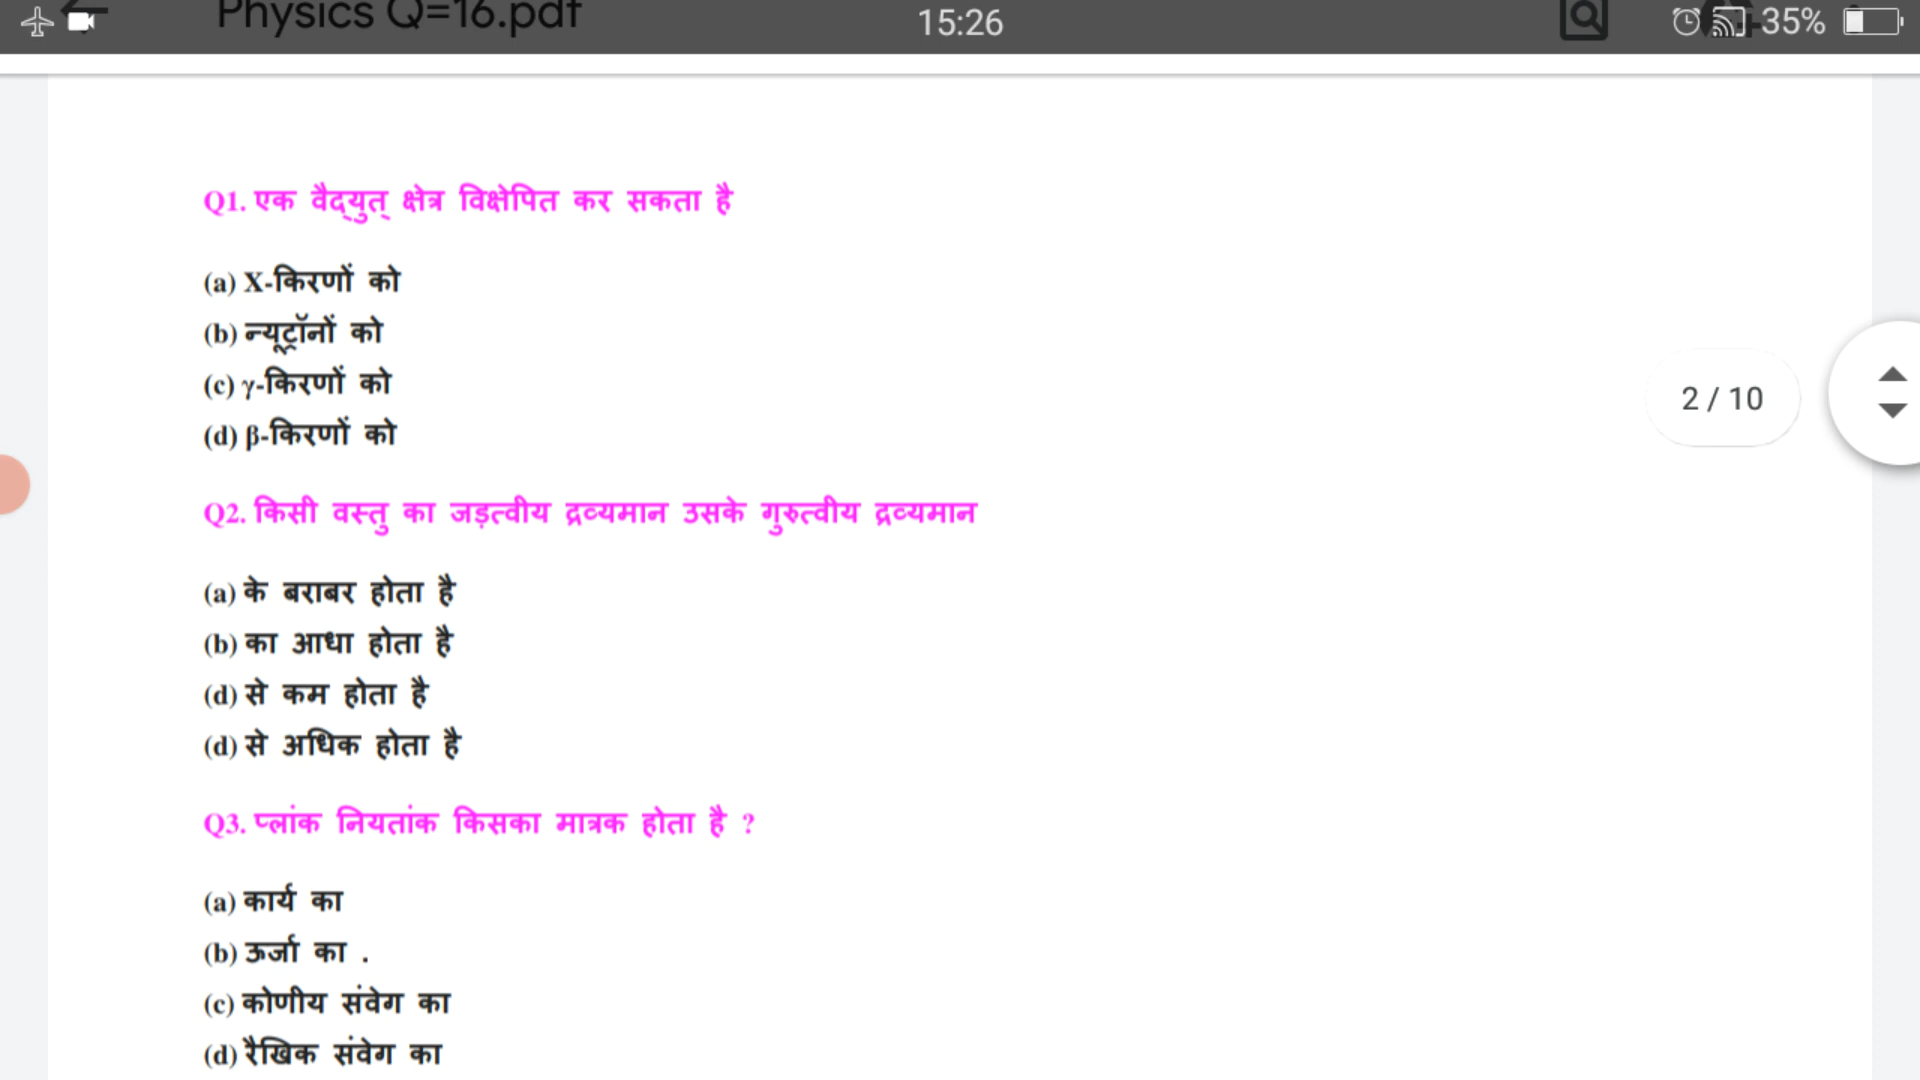 Physics Q=16.pdf
15:26
35%
Q1. एक वैद्युत् क्षेत्र विक्षेपित कर सकता है
(a) X-किरणों को
(b) न्यूट्रॉनों को
(c) γ-किरणों को
(d) β-किरणों को
2 / 10
Q2. किसी वस्तु का जड़त्वीय द्रव्यमान उसके गुरुत्वीय द्रव्यमान
(a) के बराबर होता है
(b) का आधा होता है
(d) से कम होता है
(d) से अधिक होता है
Q3. प्लांक नियतांक किसका मात्रक होता है ?
(a) कार्य का
(b) ऊर्जा का .
(c) कोणीय संवेग का
(d) रैखिक संवेग का